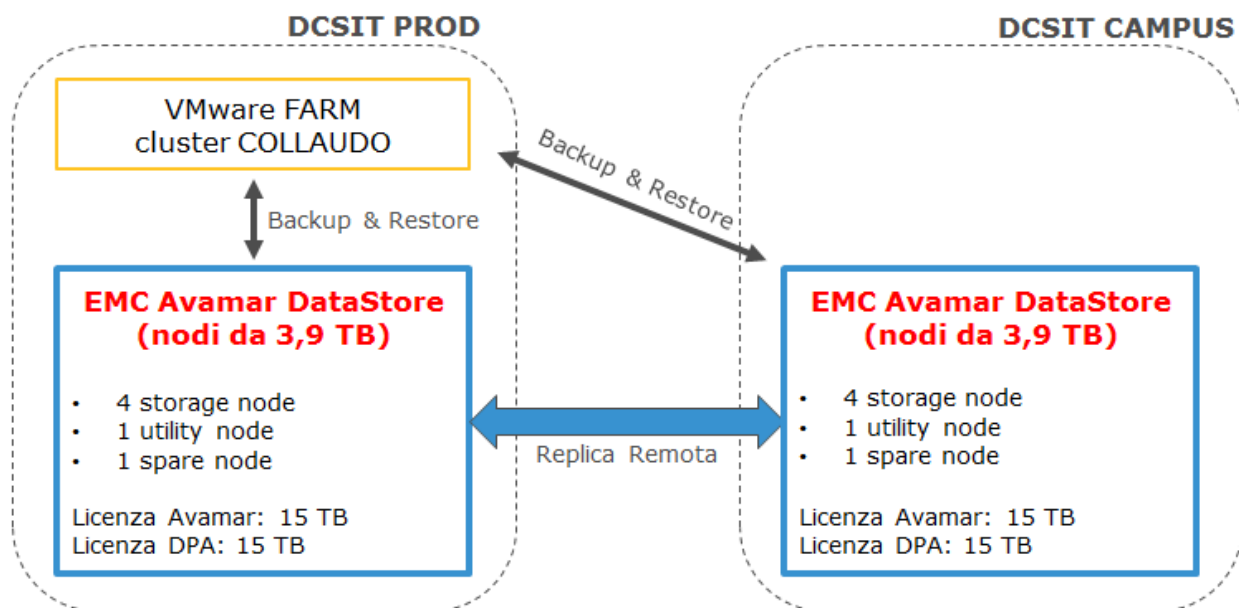 DCSIT PROD
DCSIT CAMPUS
VMware FARM
cluster COLLAUDO
Backup & Restore
Backup & Restore
EMC Avamar DataStore
(nodi da 3,9 TB)
• 4 storage node
• 1 utility node
• 1 spare node
Licenza Avamar: 15 TB
Licenza DPA: 15 TB
Replica Remota
EMC Avamar DataStore
(nodi da 3,9 TB)
• 4 storage node
• 1 utility node
• 1 spare node
Licenza Avamar: 15 TB
Licenza DPA: 15 TB